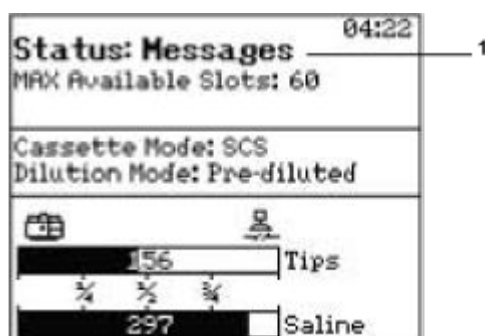 04:22
Status: Messages
1
MAX Available Slots: 60
Cassette Mode: SCS
Dilution Mode: Pre-diluted
156 Tips
¼ ½ ¾
297 Saline